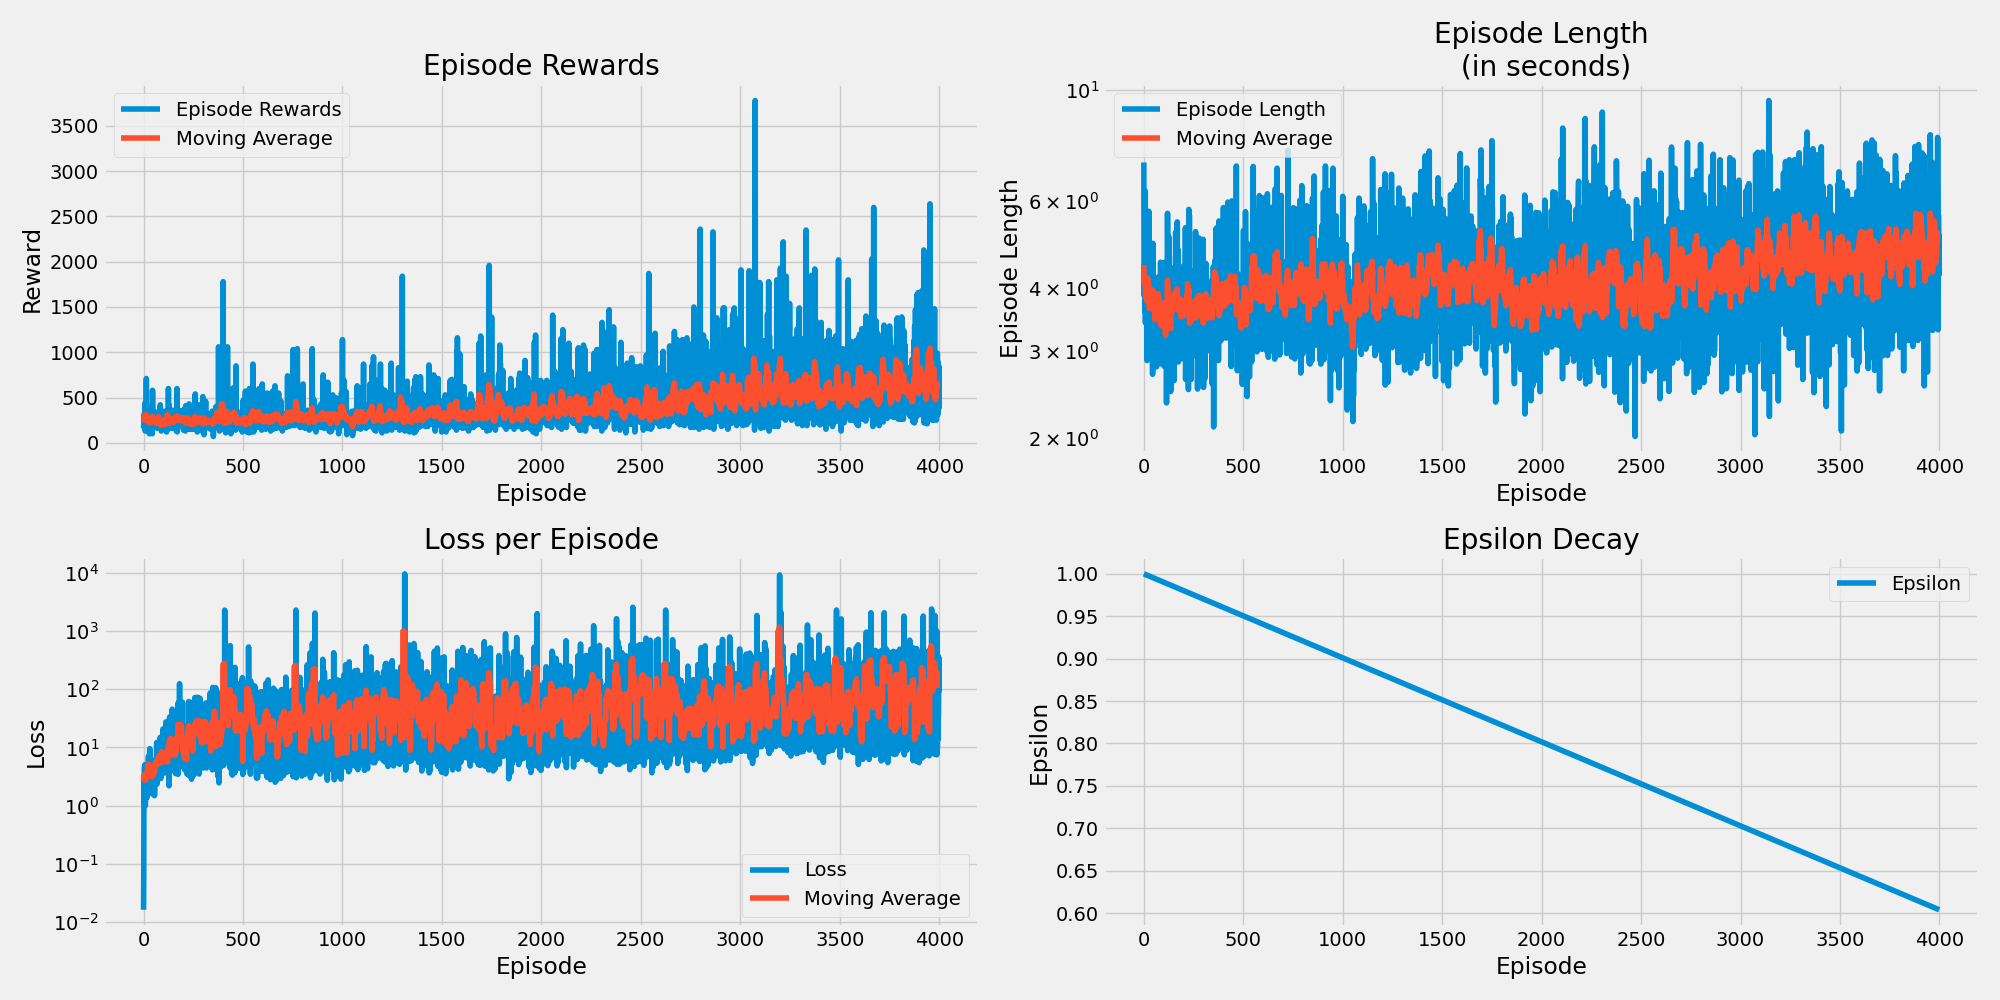 Episode Rewards
Episode Rewards
Moving Average
3500
3000
2500
2000
1500
1000
500
0
Reward
0 500 1000 1500 2000 2500 3000 3500 4000
Episode
Episode Length
(in seconds)
Episode Length
Moving Average
10¹
6 × 10⁰
4 × 10⁰
3 × 10⁰
2 × 10⁰
Episode Length
0 500 1000 1500 2000 2500 3000 3500 4000
Episode
Loss per Episode
10⁴
10³
10²
10¹
10⁰
10⁻¹
10⁻²
Loss
Loss
Moving Average
0 500 1000 1500 2000 2500 3000 3500 4000
Episode
Epsilon Decay
Epsilon
1.00
0.95
0.90
0.85
0.80
0.75
0.70
0.65
0.60
Epsilon
0 500 1000 1500 2000 2500 3000 3500 4000
Episode